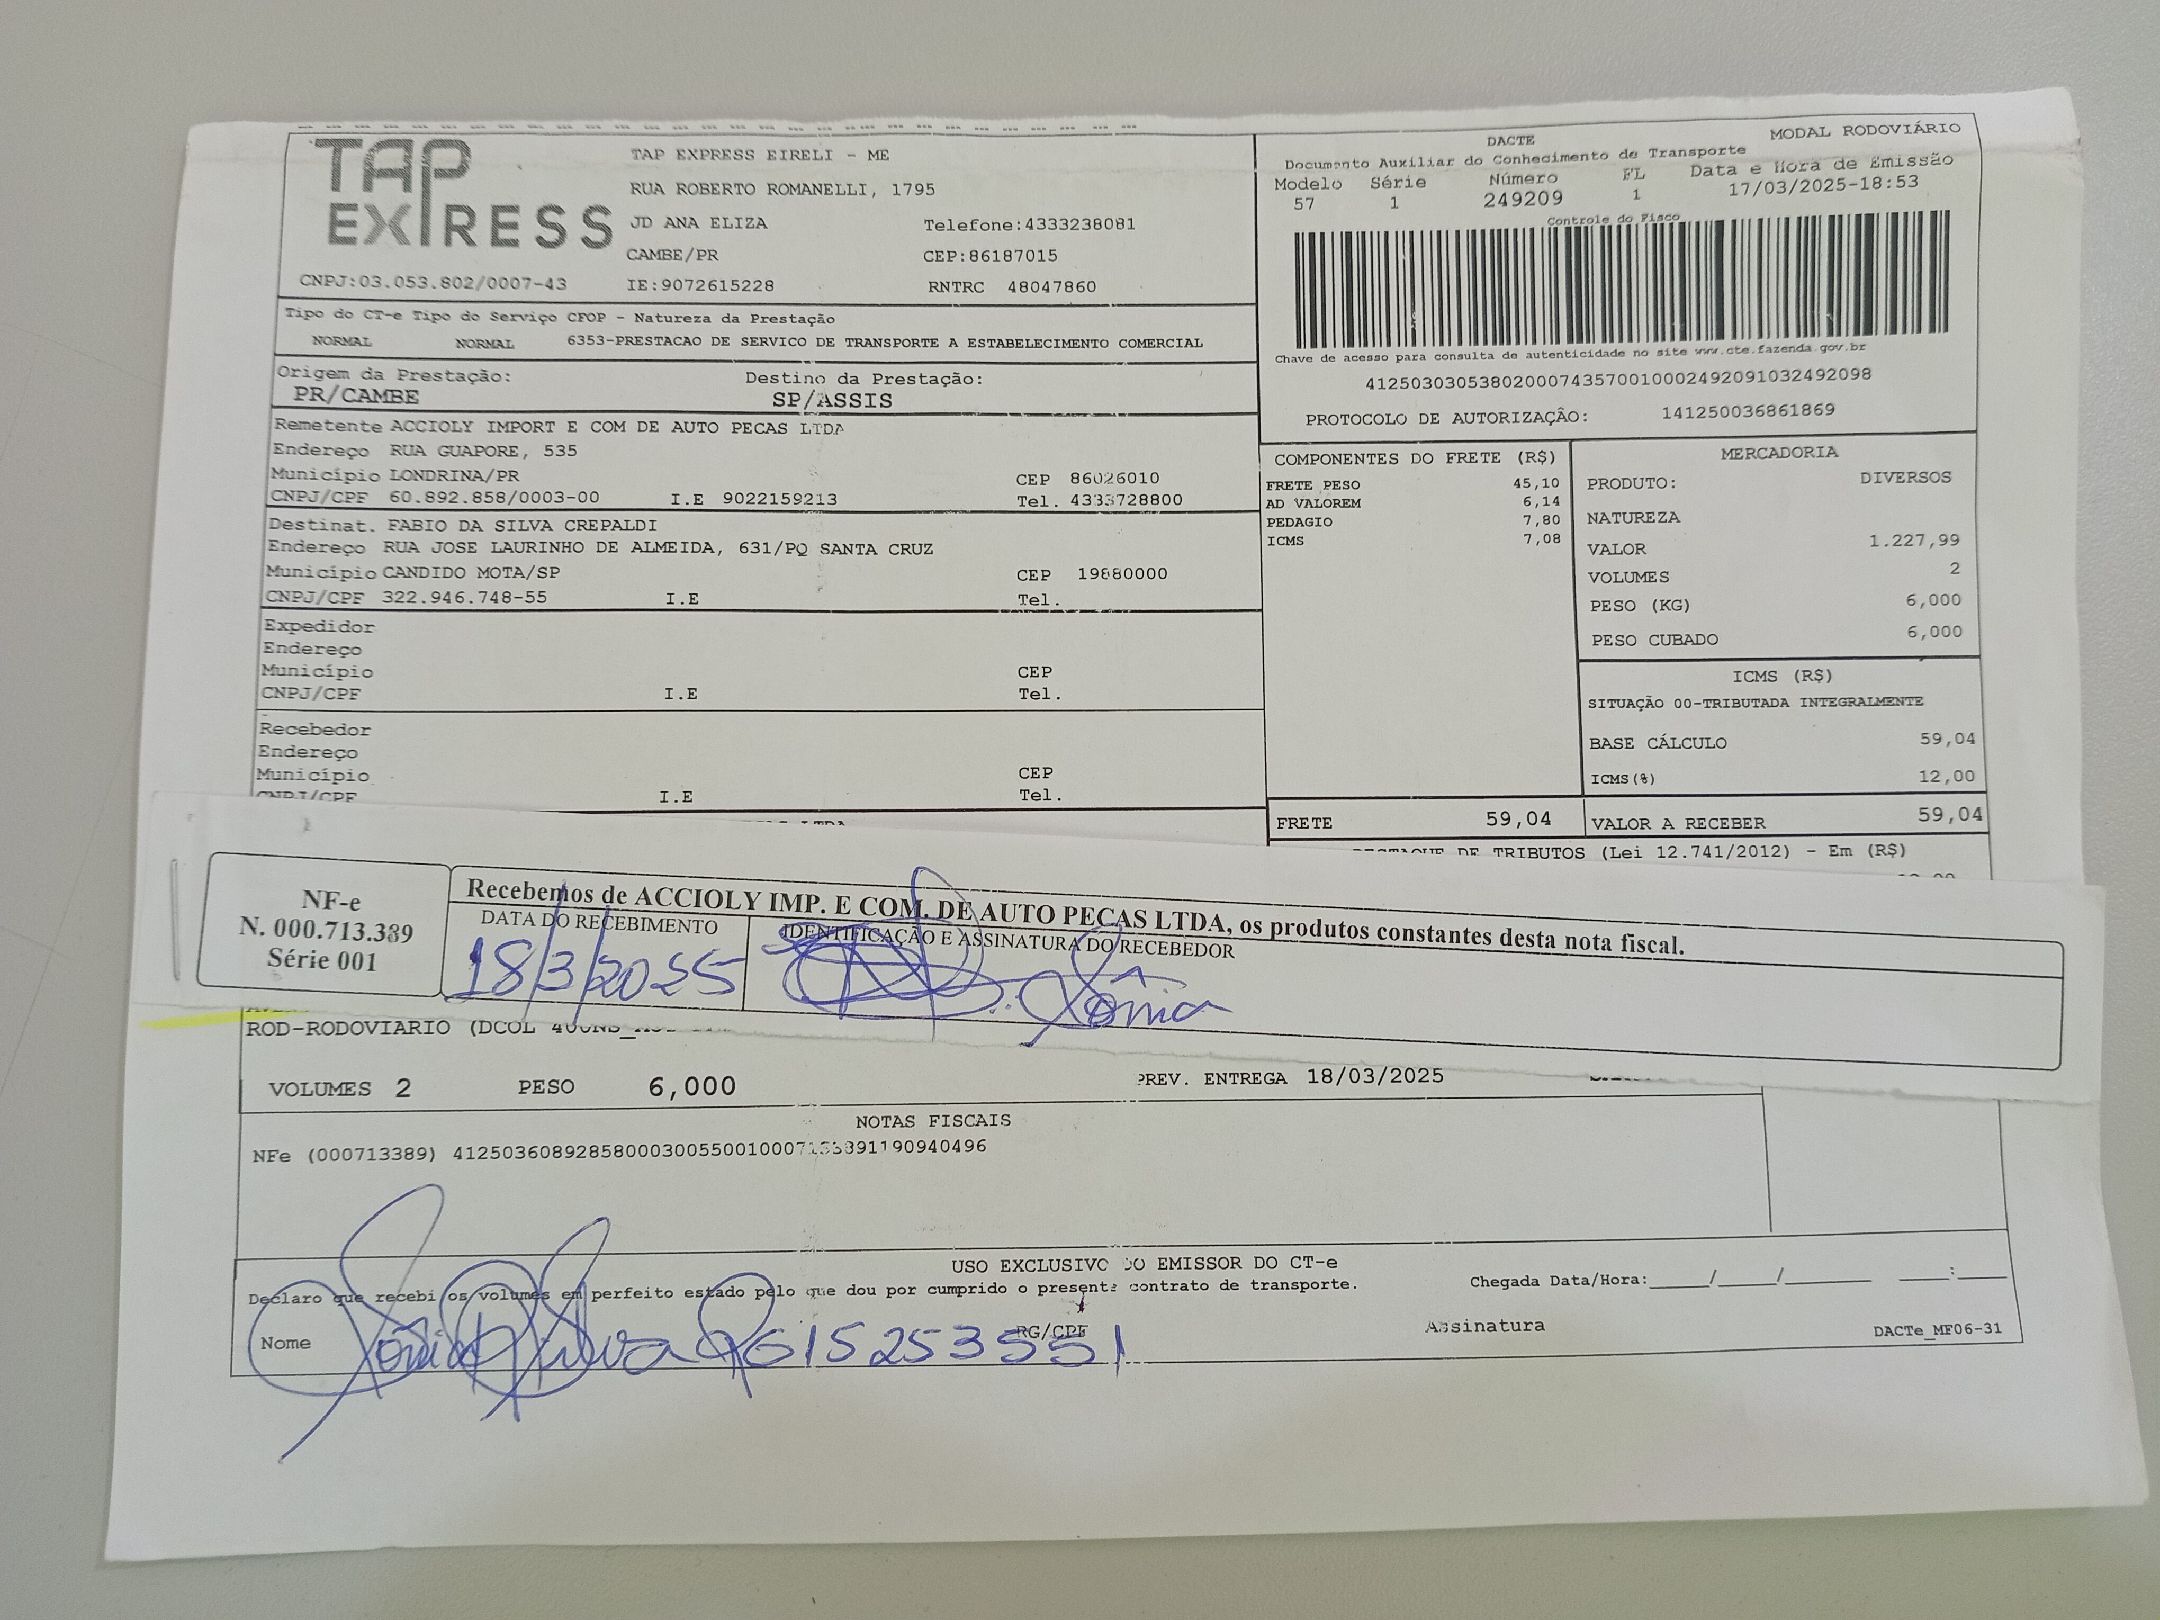 TAP
EXPRESS
TAP EXPRESS EIRELI - ME
RUA ROBERTO ROMANELLI, 1795
JD ANA ELIZA Telefone:4333238081
CAMBE/PR CEP:86187015
CNPJ:03.053.802/0007-43 IE:9072615228 RNTRC 48047860
DACTE MODAL RODOVIÁRIO
Documento Auxiliar do Conhecimento de Transporte
Modelo Série Número FL Data e Hora de Emissão
57 1 249209 1 17/03/2025-18:53
Controle do Fisco
Chave de acesso para consulta de autenticidade no site www.cte.fazenda.gov.br
41250303053802000743570010002492091032492098
PROTOCOLO DE AUTORIZAÇÃO: 141250036861869
Tipo do CT-e Tipo do Serviço CFOP - Natureza da Prestação
NORMAL NORMAL 6353-PRESTACAO DE SERVICO DE TRANSPORTE A ESTABELECIMENTO COMERCIAL
Origem da Prestação: Destino da Prestação:
PR/CAMBE SP/ASSIS
Remetente ACCIOLY IMPORT E COM DE AUTO PECAS LTDA
Endereço RUA GUAPORE, 535
Município LONDRINA/PR CEP 86026010
CNPJ/CPF 60.892.858/0003-00 I.E 9022159213 Tel. 4333728800
Destinat. FABIO DA SILVA CREPALDI
Endereço RUA JOSE LAURINHO DE ALMEIDA, 631/PQ SANTA CRUZ
Município CANDIDO MOTA/SP CEP 19880000
CNPJ/CPF 322.946.748-55 I.E Tel.
Expedidor
Endereço
Município CEP
CNPJ/CPF I.E Tel.
Recebedor
Endereço
Município CEP
CNPJ/CPF I.E Tel.
COMPONENTES DO FRETE (R$)
FRETE PESO 45,10
AD VALOREM 6,14
PEDAGIO 7,80
ICMS 7,08
MERCADORIA
PRODUTO: DIVERSOS
NATUREZA
VALOR 1.227,99
VOLUMES 2
PESO (KG) 6,000
PESO CUBADO 6,000
ICMS (R$)
SITUAÇÃO 00-TRIBUTADA INTEGRALMENTE
BASE CÁLCULO 59,04
ICMS(%) 12,00
FRETE 59,04 VALOR A RECEBER 59,04
DE TRIBUTOS (Lei 12.741/2012) - Em (R$)
NF-e
N. 000.713.389
Série 001
Recebemos de ACCIOLY IMP. E COM. DE AUTO PECAS LTDA, os produtos constantes desta nota fiscal.
DATA DO RECEBIMENTO IDENTIFICAÇÃO E ASSINATURA DO RECEBEDOR
18/3/2025 Sônia
ROD-RODOVIARIO (DCOL
VOLUMES 2 PESO 6,000 PREV. ENTREGA 18/03/2025
NOTAS FISCAIS
NFe (000713389)
USO EXCLUSIVO DO EMISSOR DO CT-e
Declaro que recebi os volumes em perfeito estado pelo que dou por cumprido o presente contrato de transporte. Chegada Data/Hora:____/____/______ ____:____
Nome Sônia Silva RG/CPF Assinatura DACTe_MF06-31